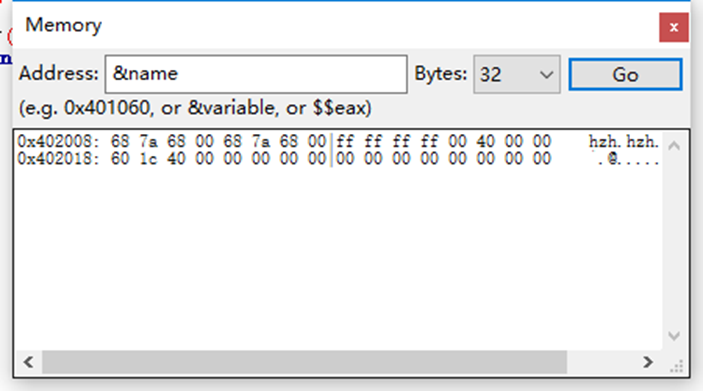 Memory
x
n
Address: &name Bytes: 32 Go
(e.g. 0x401060, or &variable, or $$eax)
0x402008: 68 7a 68 00 68 7a 68 00|ff ff ff ff 00 40 00 00 hzh.hzh.
0x402018: 60 1c 40 00 00 00 00 00|00 00 00 00 00 00 00 00 `.@.....